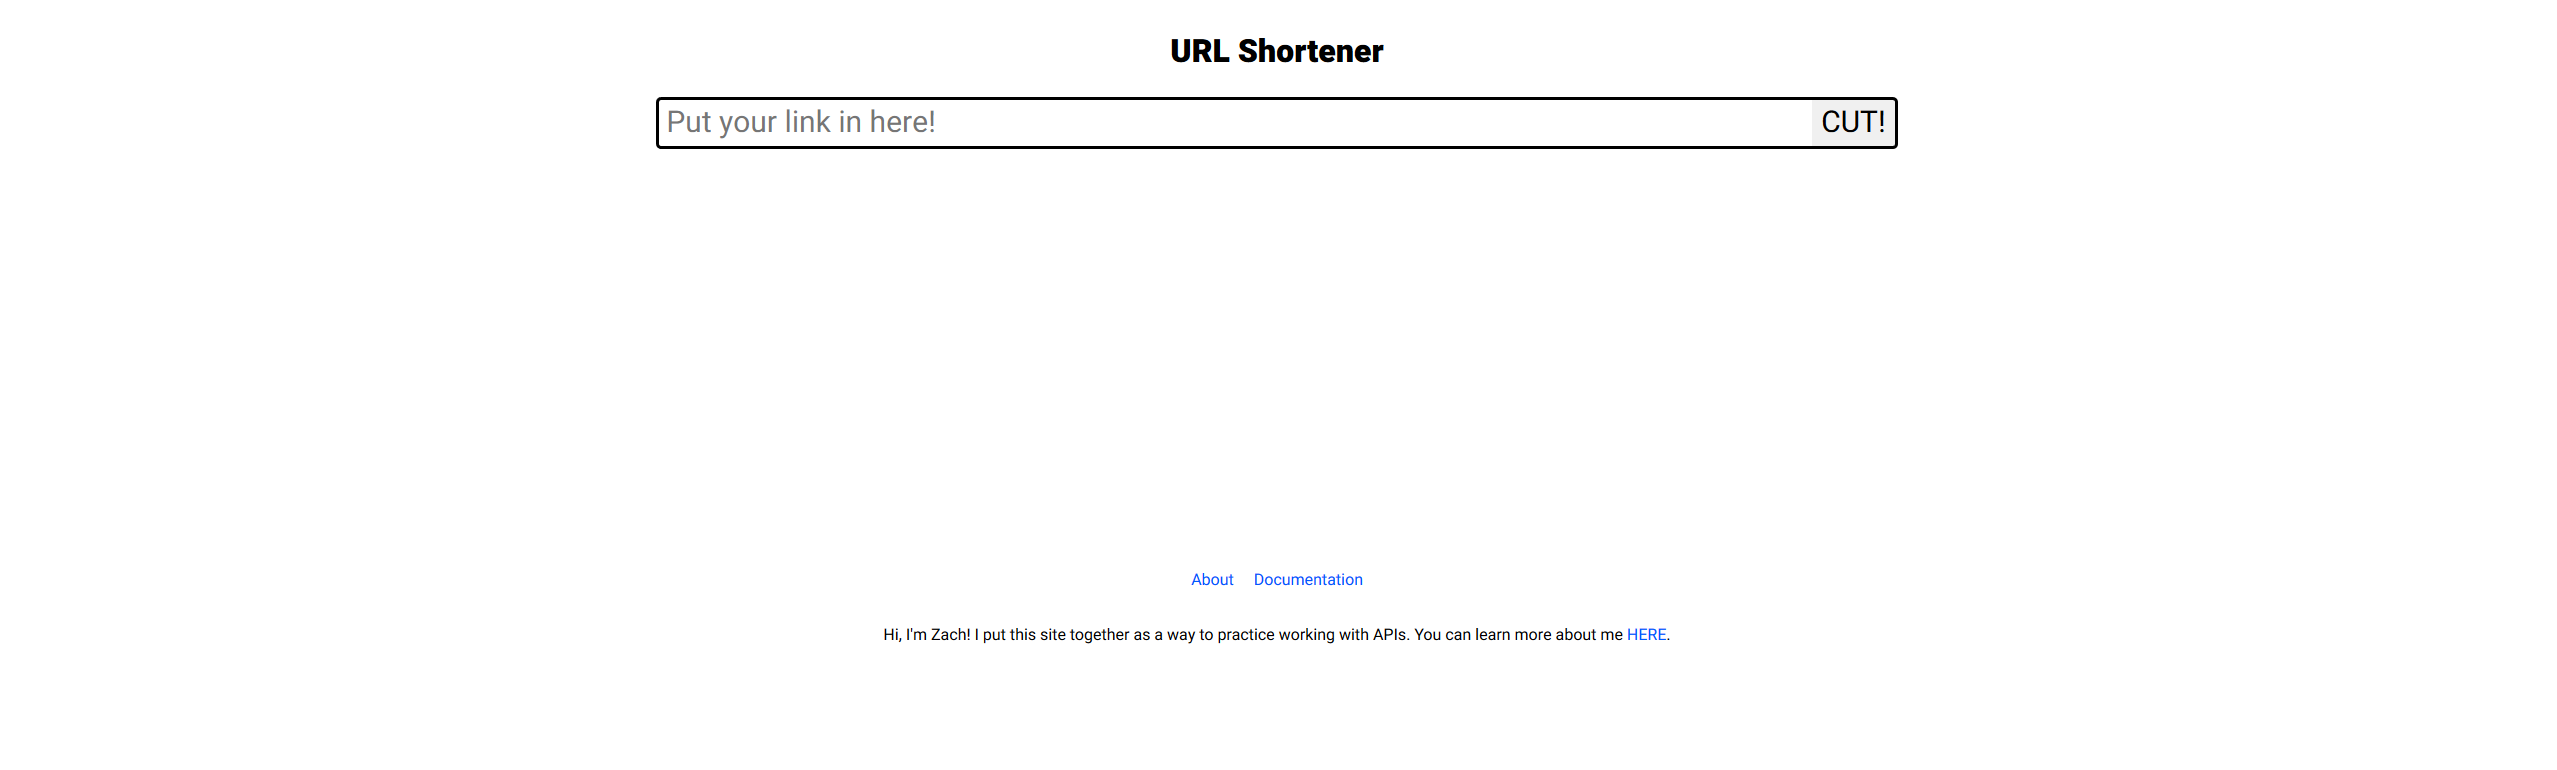 URL Shortener
Put your link in here!
CUT!
About Documentation
Hi, I'm Zach! I put this site together as a way to practice working with APIs. You can learn more about me HERE.